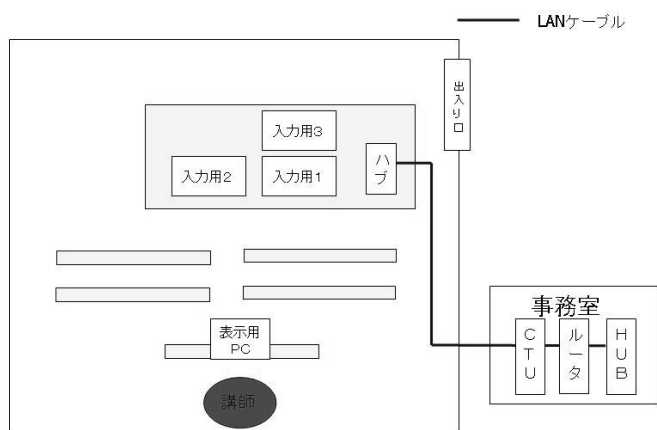 LANケーブル
出入り口
入力用3
ハブ
入力用2
入力用1
事務室
表示用
PC
CTU
ルータ
HUB
講師